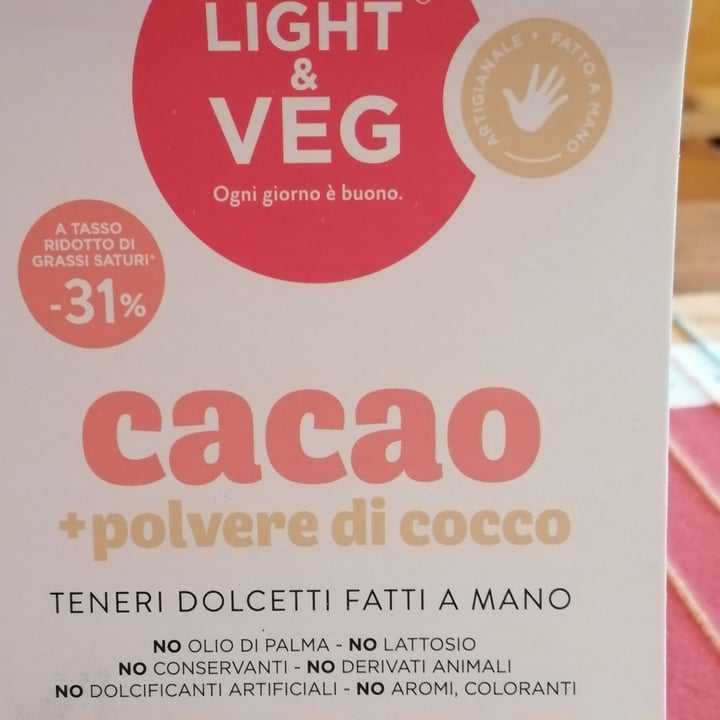 LIGHT
&
VEG
Ogni giorno è buono.
ARTIGIANALE • FATTO A MANO
A TASSO
RIDOTTO DI
GRASSI SATURI*
-31%
cacao
+polvere di cocco
TENERI DOLCETTI FATTI A MANO
NO OLIO DI PALMA - NO LATTOSIO
NO CONSERVANTI - NO DERIVATI ANIMALI
NO DOLCIFICANTI ARTIFICIALI - NO AROMI, COLORANTI